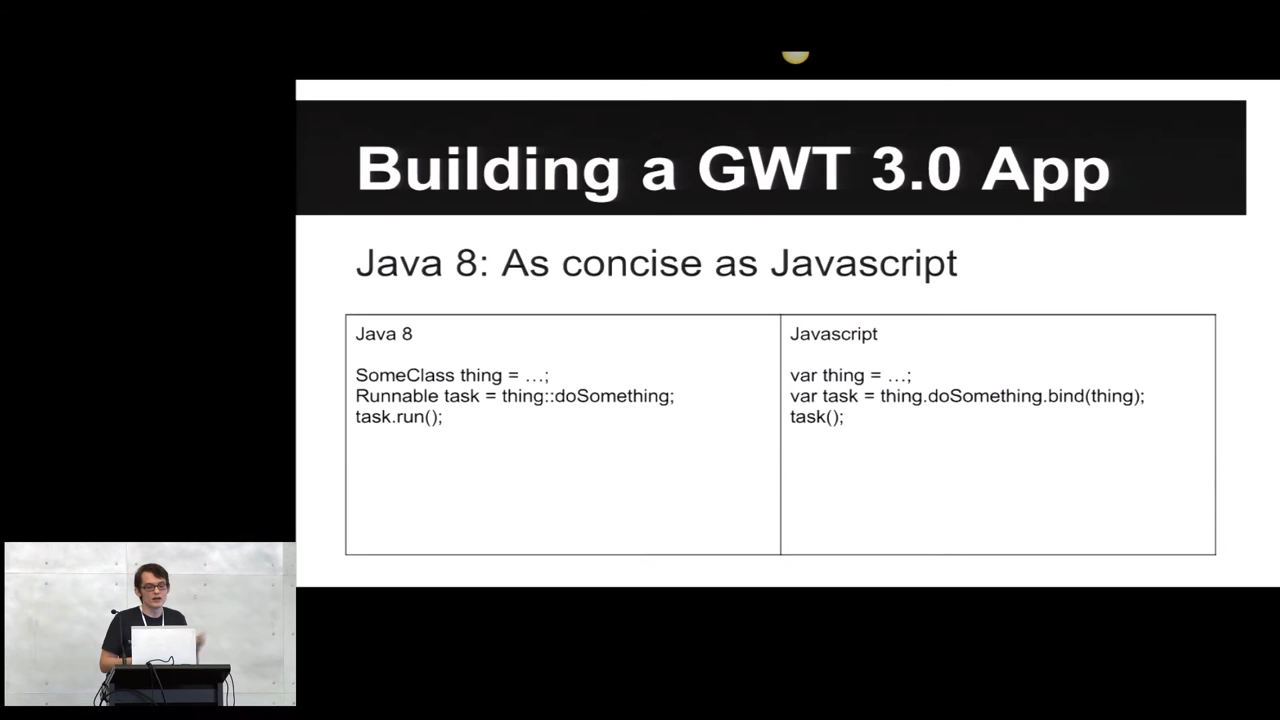 Building a GWT 3.0 App
Java 8: As concise as Javascript
Java 8
SomeClass thing = …;
Runnable task = thing::doSomething;
task.run();
Javascript
var thing = …;
var task = thing.doSomething.bind(thing);
task();